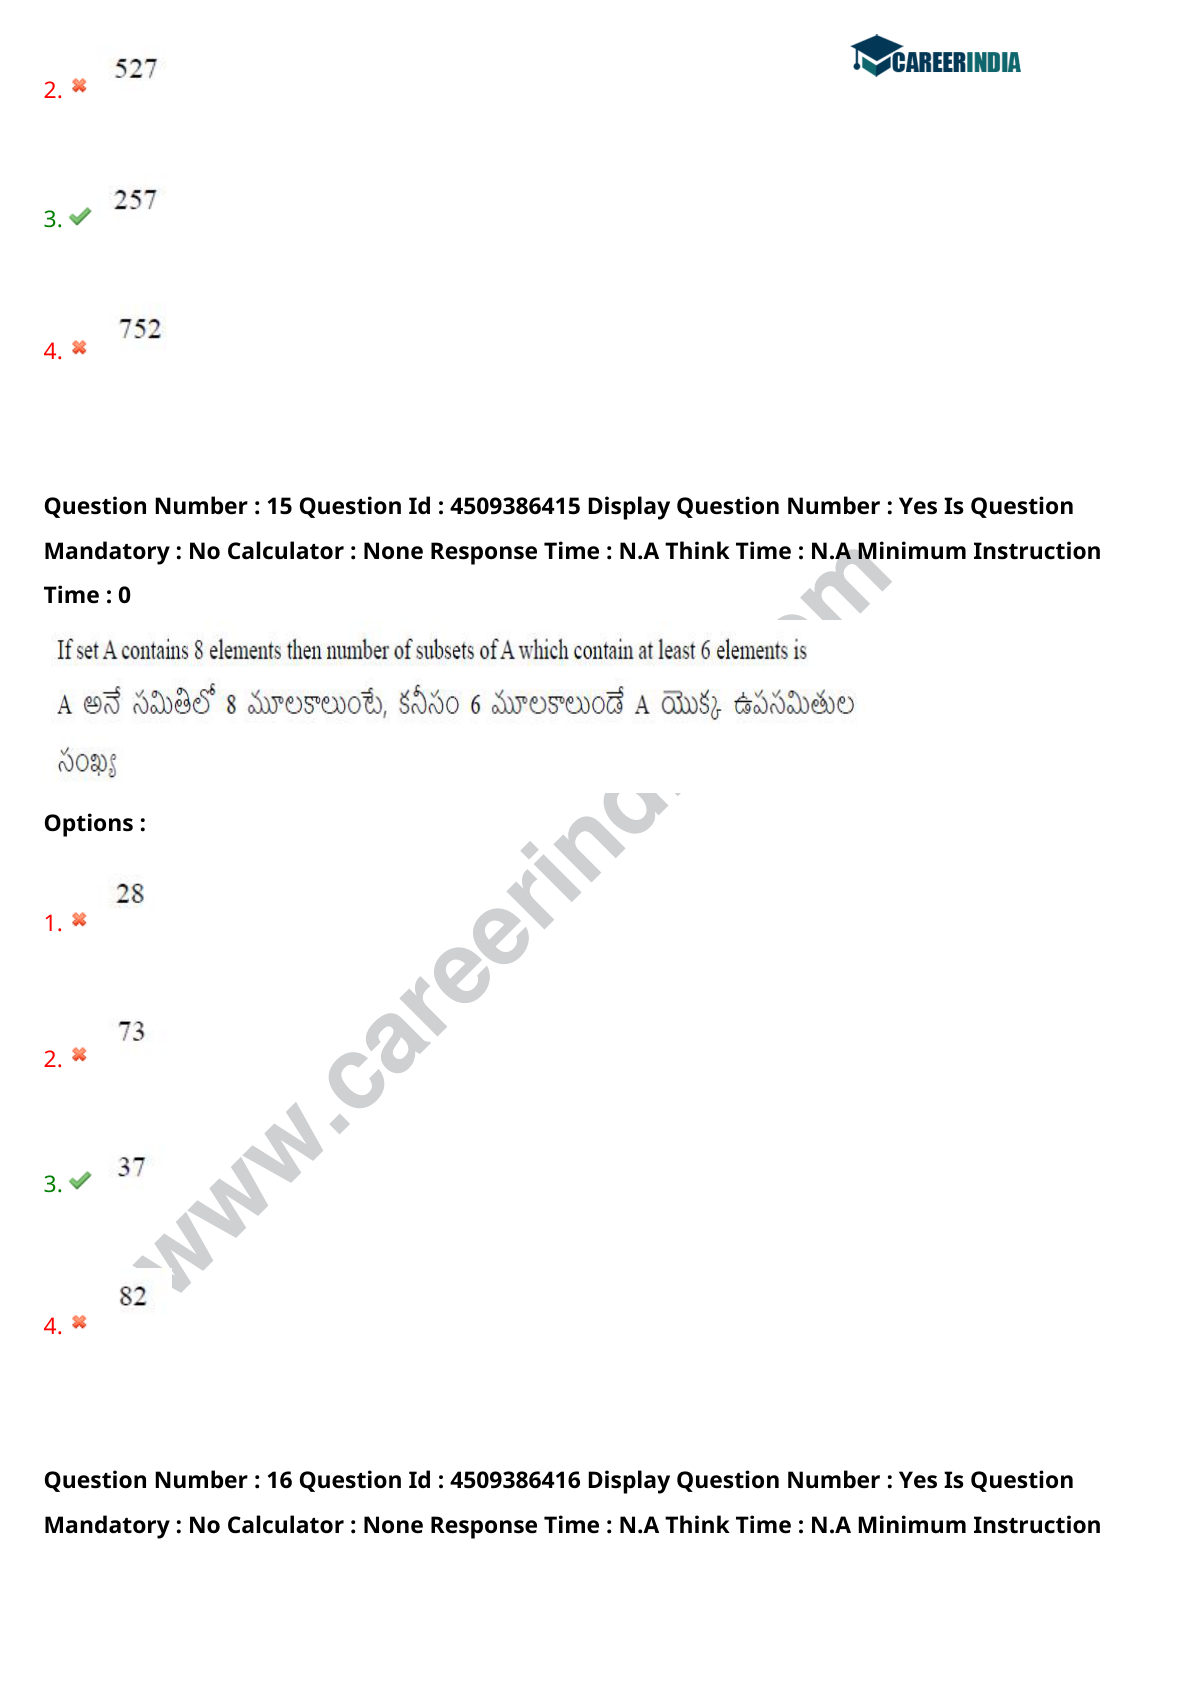 CAREERINDIA
527
2.
257
3.
752
4.
Question Number : 15 Question Id : 4509386415 Display Question Number : Yes Is Question
Mandatory : No Calculator : None Response Time : N.A Think Time : N.A Minimum Instruction
Time : 0
If set A contains 8 elements then number of subsets of A which contain at least 6 elements is
A అనే సమితిలో 8 మూలకాలుంటే, కనీసం 6 మూలకాలుండే A యొక్క ఉపసమితుల
సంఖ్య
Options :
28
1.
73
2.
37
3.
82
4.
Question Number : 16 Question Id : 4509386416 Display Question Number : Yes Is Question
Mandatory : No Calculator : None Response Time : N.A Think Time : N.A Minimum Instruction